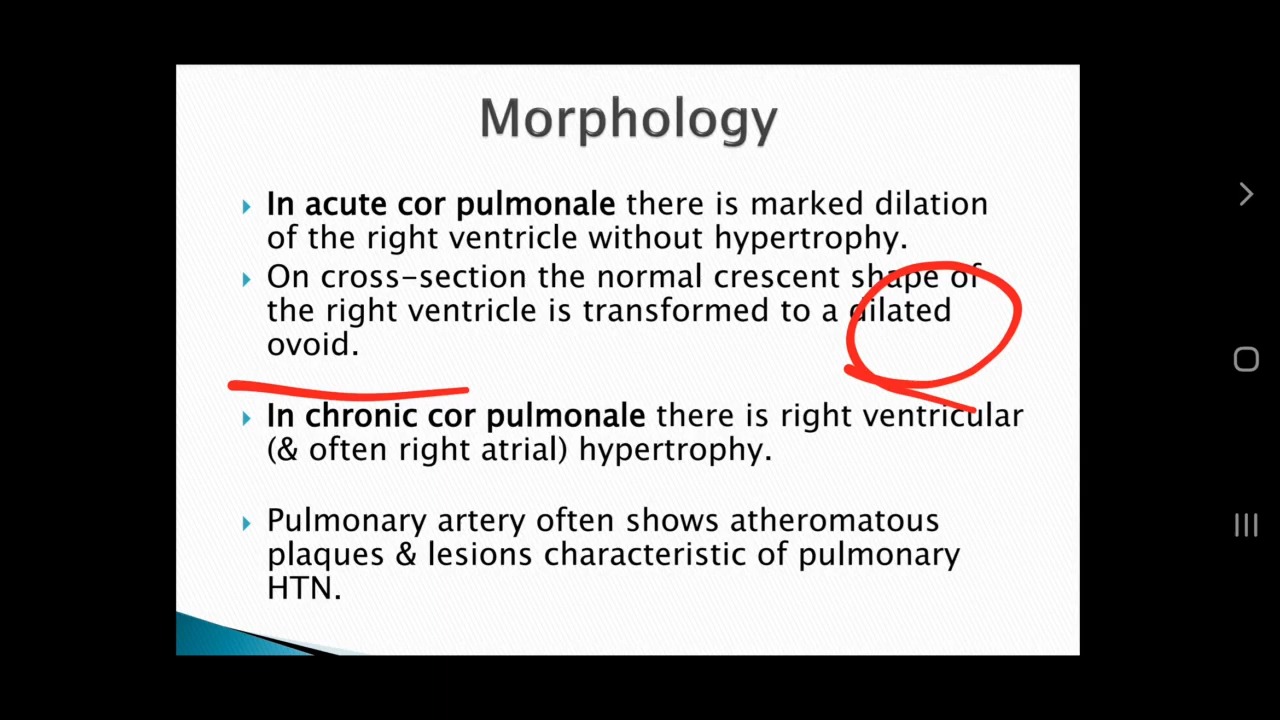 Morphology
In acute cor pulmonale there is marked dilation
of the right ventricle without hypertrophy.
On cross-section the normal crescent shape of
the right ventricle is transformed to a dilated
ovoid.
In chronic cor pulmonale there is right ventricular
(& often right atrial) hypertrophy.
Pulmonary artery often shows atheromatous
plaques & lesions characteristic of pulmonary
HTN.